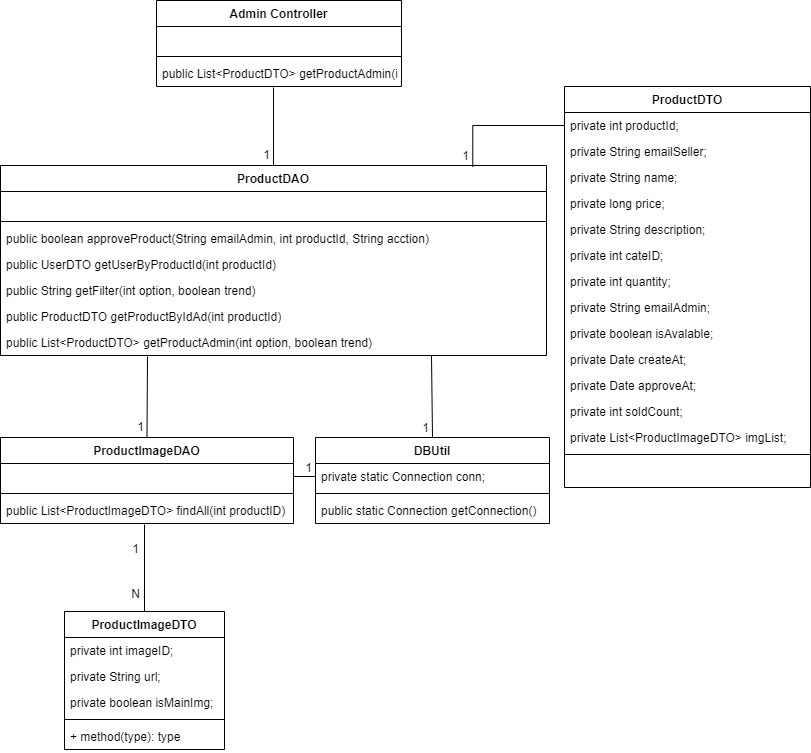 Admin Controller
public List<ProductDTO> getProductAdmin(i
1
1
ProductDAO
public boolean approveProduct(String emailAdmin, int productId, String acction)
public UserDTO getUserByProductId(int productId)
public String getFilter(int option, boolean trend)
public ProductDTO getProductByIdAd(int productId)
public List<ProductDTO> getProductAdmin(int option, boolean trend)
ProductDTO
private int productId;
private String emailSeller;
private String name;
private long price;
private String description;
private int cateID;
private int quantity;
private String emailAdmin;
private boolean isAvalable;
private Date createAt;
private Date approveAt;
private int soldCount;
private List<ProductImageDTO> imgList;
1
1
ProductImageDAO
public List<ProductImageDTO> findAll(int productID)
1
DBUtil
private static Connection conn;
public static Connection getConnection()
1
N
ProductImageDTO
private int imageID;
private String url;
private boolean isMainImg;
+ method(type): type